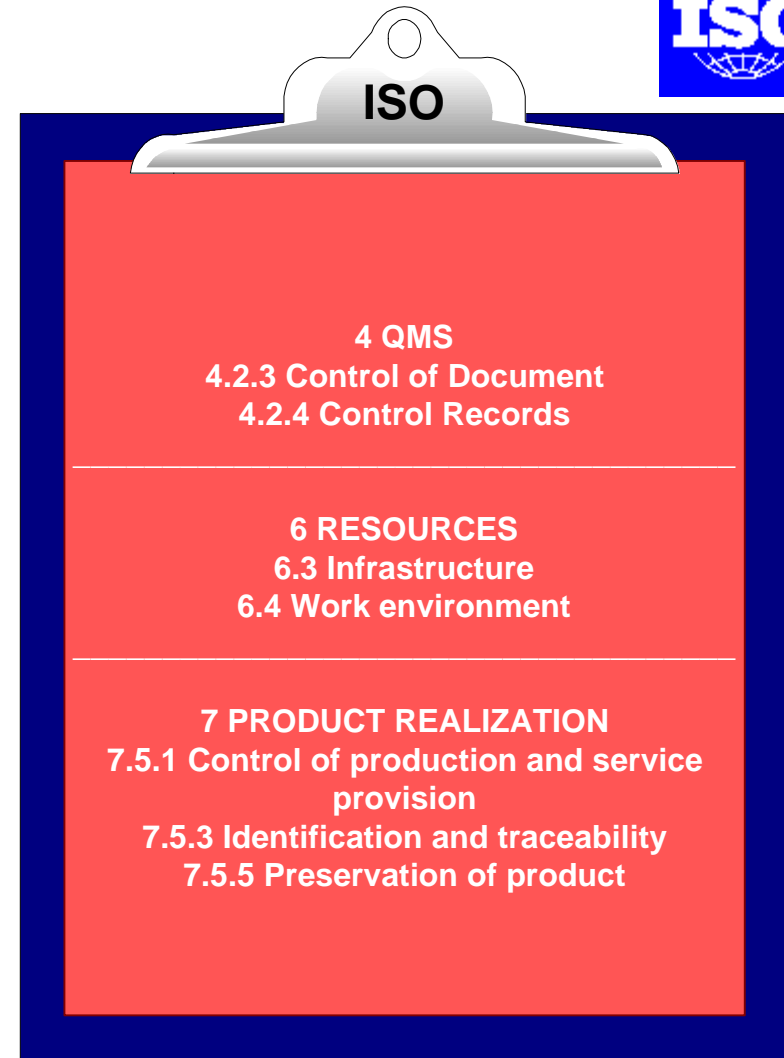 ISO
ISO
4 QMS
4.2.3 Control of Document
4.2.4 Control Records
6 RESOURCES
6.3 Infrastructure
6.4 Work environment
7 PRODUCT REALIZATION
7.5.1 Control of production and service
provision
7.5.3 Identification and traceability
7.5.5 Preservation of product